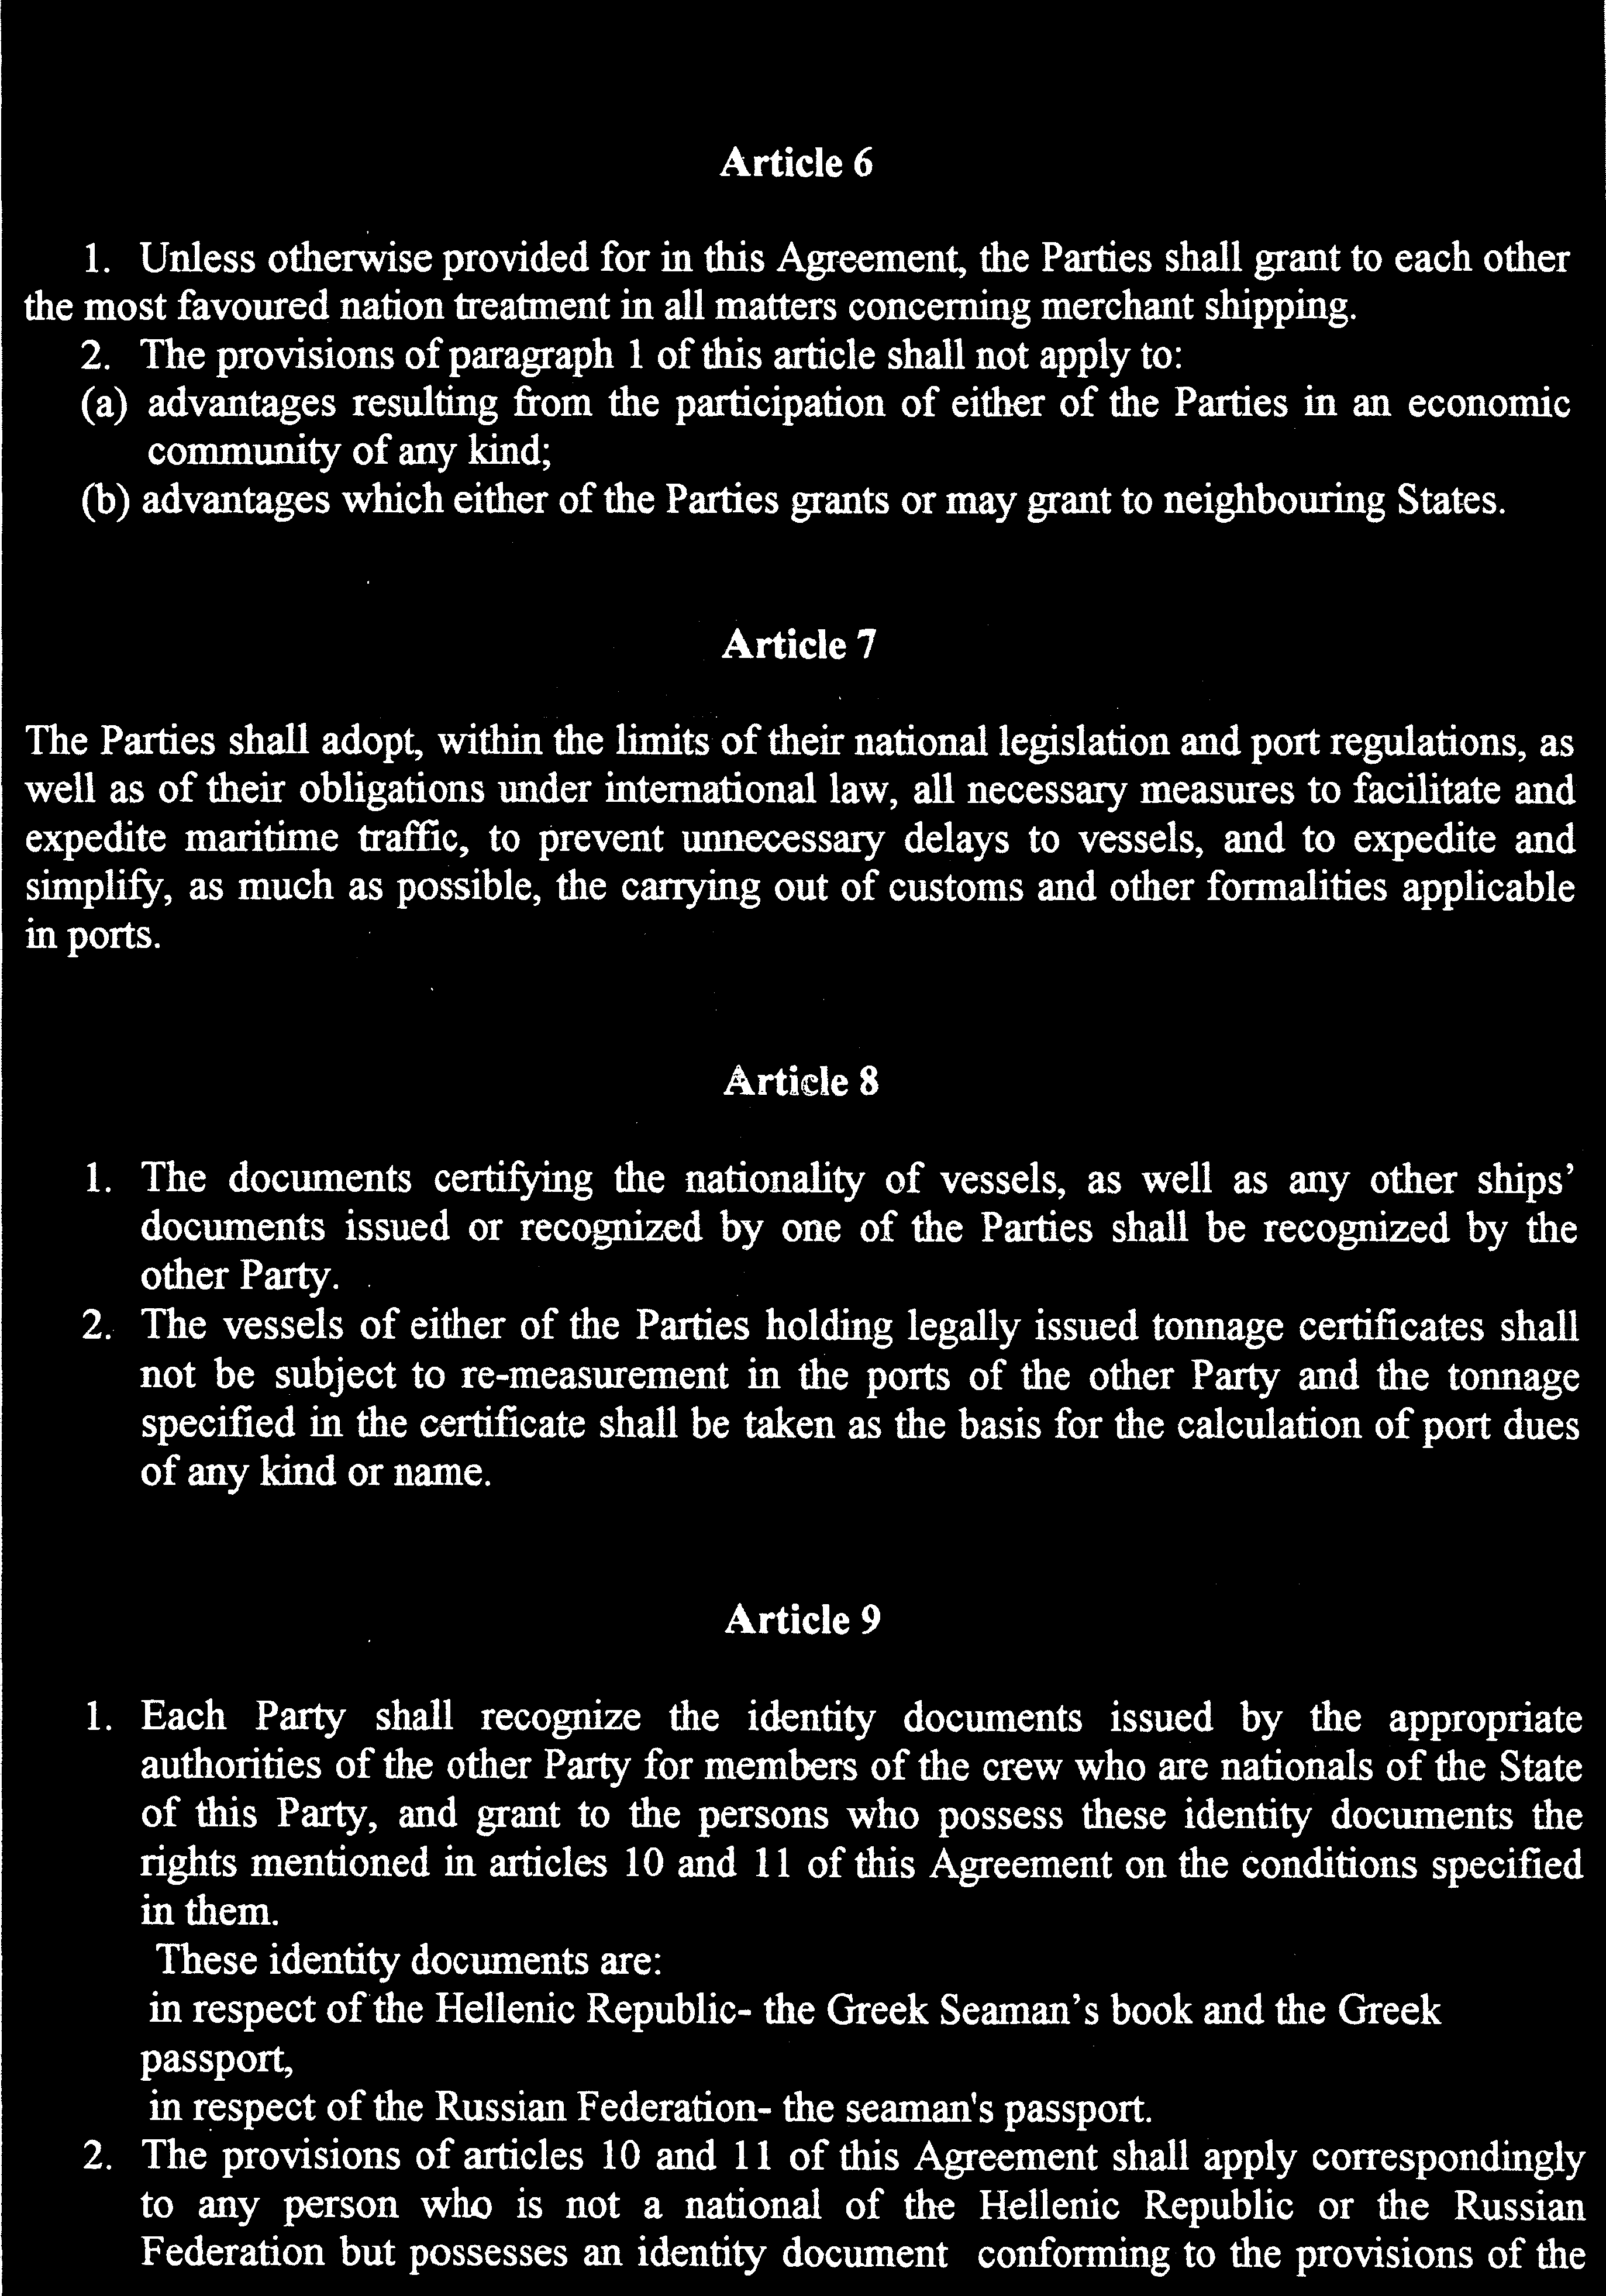 Article 6
1. Unless otherwise provided for in this Agreement, the Parties shall grant to each other
the most favoured nation treatment in all matters concerning merchant shipping.
2. The provisions of paragraph 1 of this article shall not apply to:
(a) advantages resulting from the participation of either of the Parties in an economic
community of any kind;
(b) advantages which either of the Parties grants or may grant to neighbouring States.
Article 7
The Parties shall adopt, within the limits of their national legislation and port regulations, as
well as of their obligations under international law, all necessary measures to facilitate and
expedite maritime traffic, to prevent unnecessary delays to vessels, and to expedite and
simplify, as much as possible, the carrying out of customs and other formalities applicable
in ports.
Article 8
1. The documents certifying the nationality of vessels, as well as any other ships’
documents issued or recognized by one of the Parties shall be recognized by the
other Party.
2. The vessels of either of the Parties holding legally issued tonnage certificates shall
not be subject to re-measurement in the ports of the other Party and the tonnage
specified in the certificate shall be taken as the basis for the calculation of port dues
of any kind or name.
Article 9
1. Each Party shall recognize the identity documents issued by the appropriate
authorities of the other Party for members of the crew who are nationals of the State
of this Party, and grant to the persons who possess these identity documents the
rights mentioned in articles 10 and 11 of this Agreement on the conditions specified
in them.
These identity documents are:
in respect of the Hellenic Republic- the Greek Seaman’s book and the Greek
passport,
in respect of the Russian Federation- the seaman's passport.
2. The provisions of articles 10 and 11 of this Agreement shall apply correspondingly
to any person who is not a national of the Hellenic Republic or the Russian
Federation but possesses an identity document conforming to the provisions of the